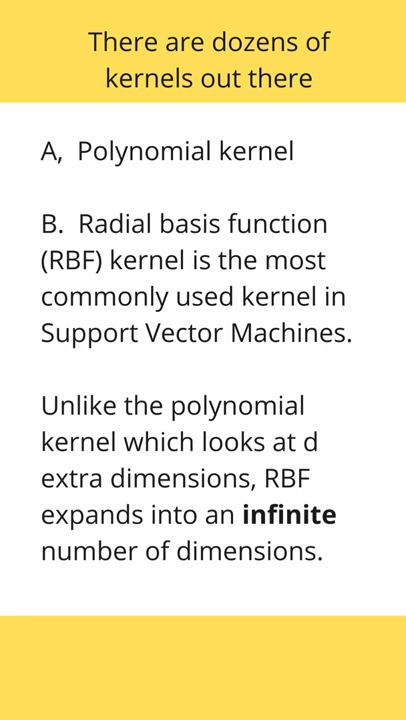 There are dozens of
kernels out there
A,  Polynomial kernel
B.  Radial basis function
(RBF) kernel is the most
commonly used kernel in
Support Vector Machines.
Unlike the polynomial
kernel which looks at d
extra dimensions, RBF
expands into an infinite
number of dimensions.